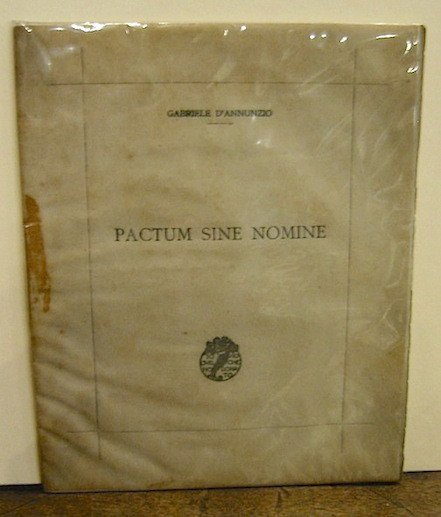 GABRIELE D'ANNUNZIO
PACTUM SINE NOMINE